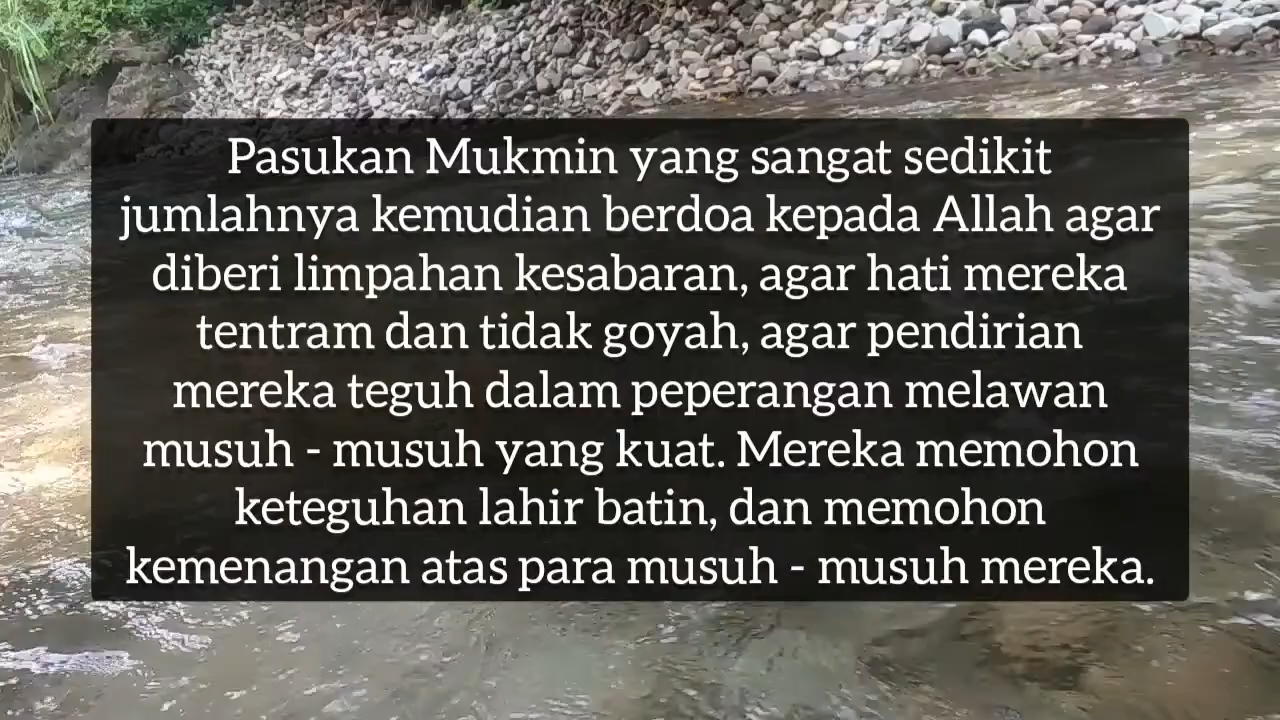 Pasukan Mukmin yang sangat sedikit
jumlahnya kemudian berdoa kepada Allah agar
diberi limpahan kesabaran, agar hati mereka
tentram dan tidak goyah, agar pendirian
mereka teguh dalam peperangan melawan
musuh - musuh yang kuat. Mereka memohon
keteguhan lahir batin, dan memohon
kemenangan atas para musuh - musuh mereka.